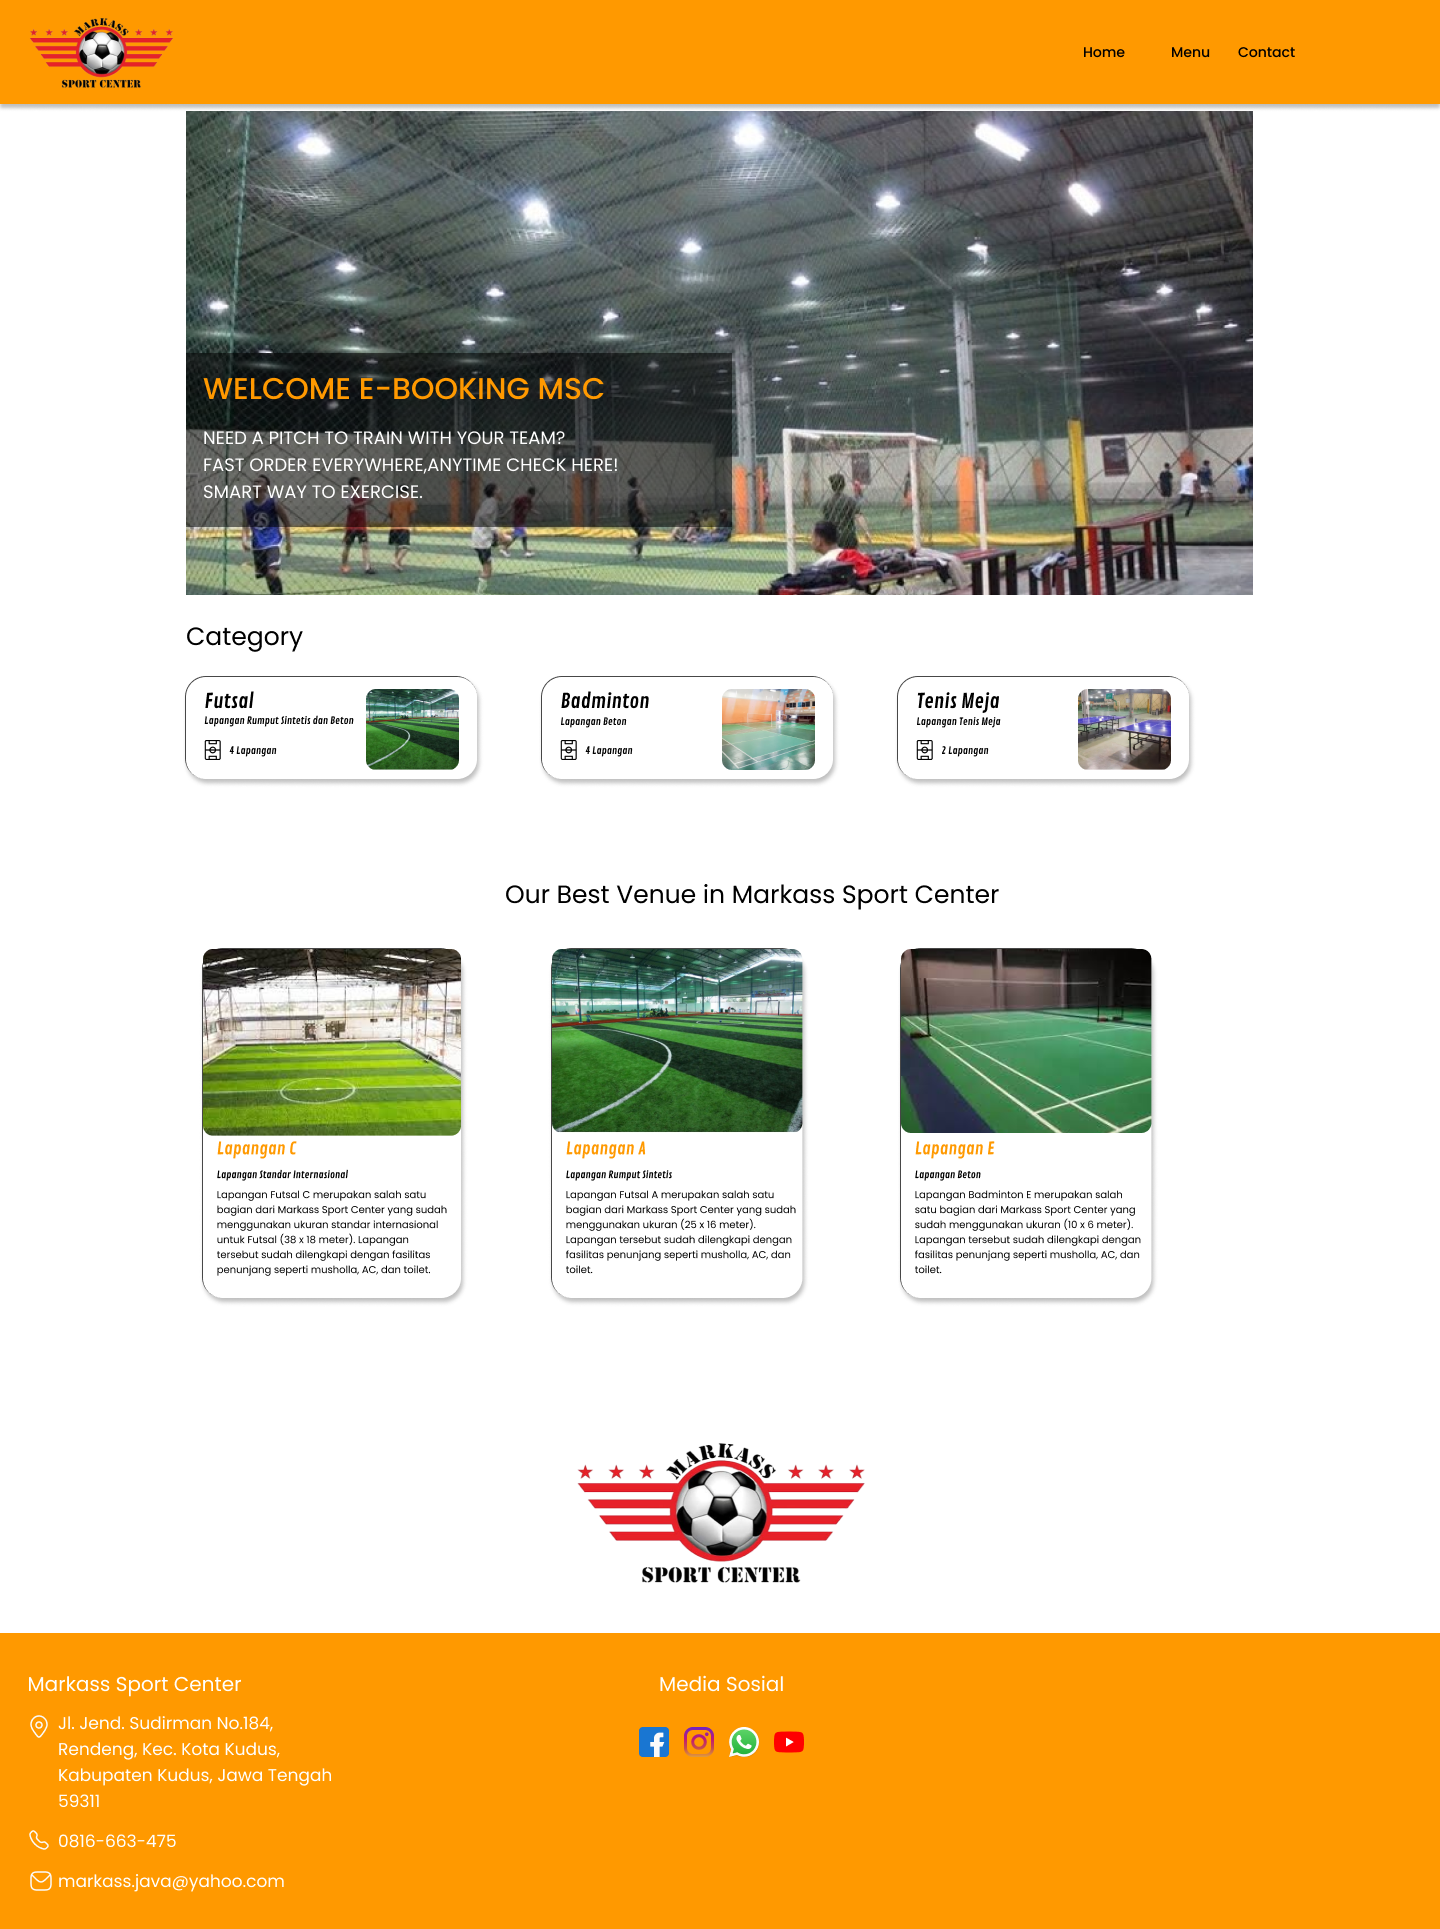 MARKASS
SPORT CENTER
Home Menu Contact
WELCOME E-BOOKING MSC
NEED A PITCH TO TRAIN WITH YOUR TEAM?
FAST ORDER EVERYWHERE,ANYTIME CHECK HERE!
SMART WAY TO EXERCISE.
Category
Futsal
Lapangan Rumput Sintetis dan Beton
4 Lapangan
Badminton
Lapangan Beton
4 Lapangan
Tenis Meja
Lapangan Tenis Meja
2 Lapangan
Our Best Venue in Markass Sport Center
Lapangan C
Lapangan Standar Internasional
Lapangan Futsal C merupakan salah satu
bagian dari Markass Sport Center yang sudah
menggunakan ukuran standar internasional
untuk Futsal (38 x 18 meter). Lapangan
tersebut sudah dilengkapi dengan fasilitas
penunjang seperti musholla, AC, dan toilet.
Lapangan A
Lapangan Rumput Sintetis
Lapangan Futsal A merupakan salah satu
bagian dari Markass Sport Center yang sudah
menggunakan ukuran (25 x 16 meter).
Lapangan tersebut sudah dilengkapi dengan
fasilitas penunjang seperti musholla, AC, dan
toilet.
Lapangan E
Lapangan Beton
Lapangan Badminton E merupakan salah
satu bagian dari Markass Sport Center yang
sudah menggunakan ukuran (10 x 6 meter).
Lapangan tersebut sudah dilengkapi dengan
fasilitas penunjang seperti musholla, AC, dan
toilet.
MARKASS
SPORT CENTER
Markass Sport Center
Jl. Jend. Sudirman No.184,
Rendeng, Kec. Kota Kudus,
Kabupaten Kudus, Jawa Tengah
59311
0816-663-475
markass.java@yahoo.com
Media Sosial